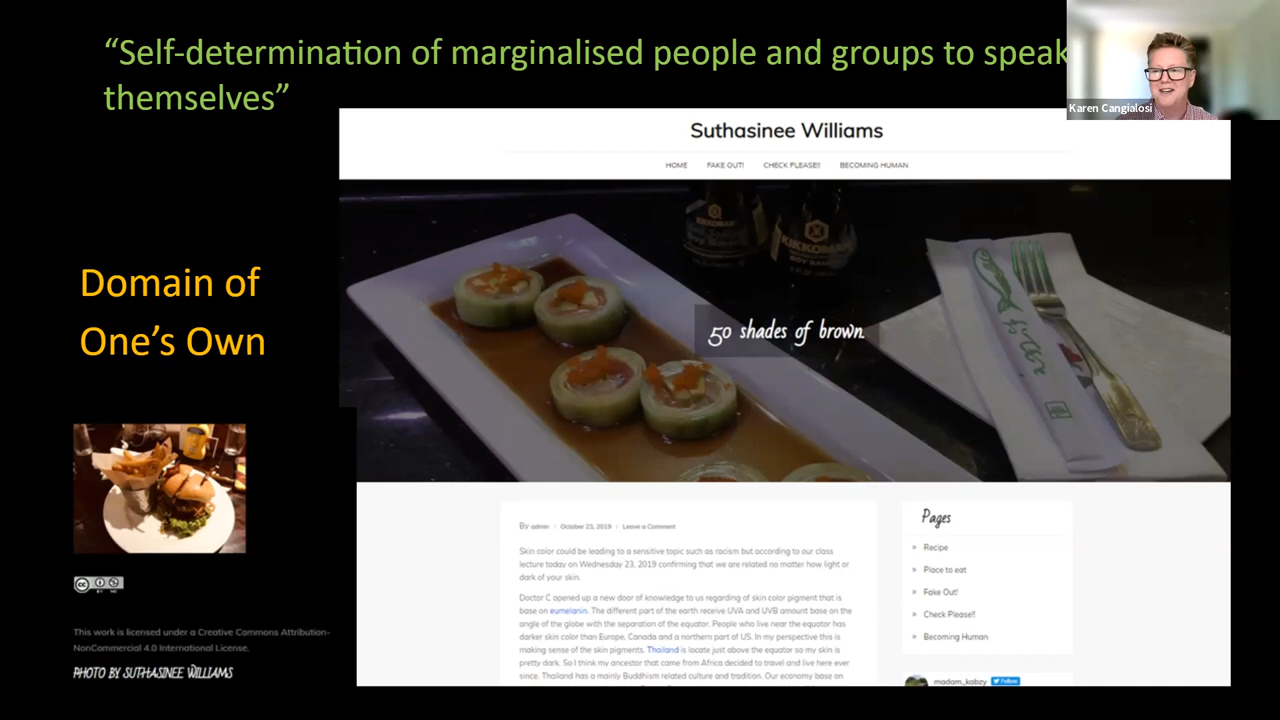 “Self-determination of marginalised people and groups to speak
themselves”
Karen Cangialosi
Suthasinee Williams
HOME FAKE OUT! CHECK PLEASE!! BECOMING HUMAN
KIKKOMAN
KIKKOMAN
SOY SAUCE
50 shades of brown
Domain of
One’s Own
By admin | October 23, 2019 | Leave a Comment
Skin color could be leading to a sensitive topic such as racism but according to our class
lecture today on Wednesday 23, 2019 confirming that we are related no matter how light or
dark of your skin.
Doctor C opened up a new door of knowledge to us regarding of skin color pigment that is
base on eumelanin. The different part of the earth receive UVA and UVB amount base on the
angle of the globe with the separation of the equator. People who live near the equator has
darker skin color than Europe, Canada and a northern part of US. In my perspective this is
making sense of the skin pigments. Thailand is locate just above the equator so my skin is
pretty dark. So I think my ancestor that came from Africa decided to travel and live here ever
since. Thailand has a mainly Buddhism related culture and tradition. Our economy base on
Pages
» Recipe
» Place to eat
» Fake Out!
» Check Please!!
» Becoming Human
madam_kabzy Follow
cc
BY NC
This work is licensed under a Creative Commons Attribution-
NonCommercial 4.0 International License.
PHOTO BY SUTHASINEE WILLIAMS